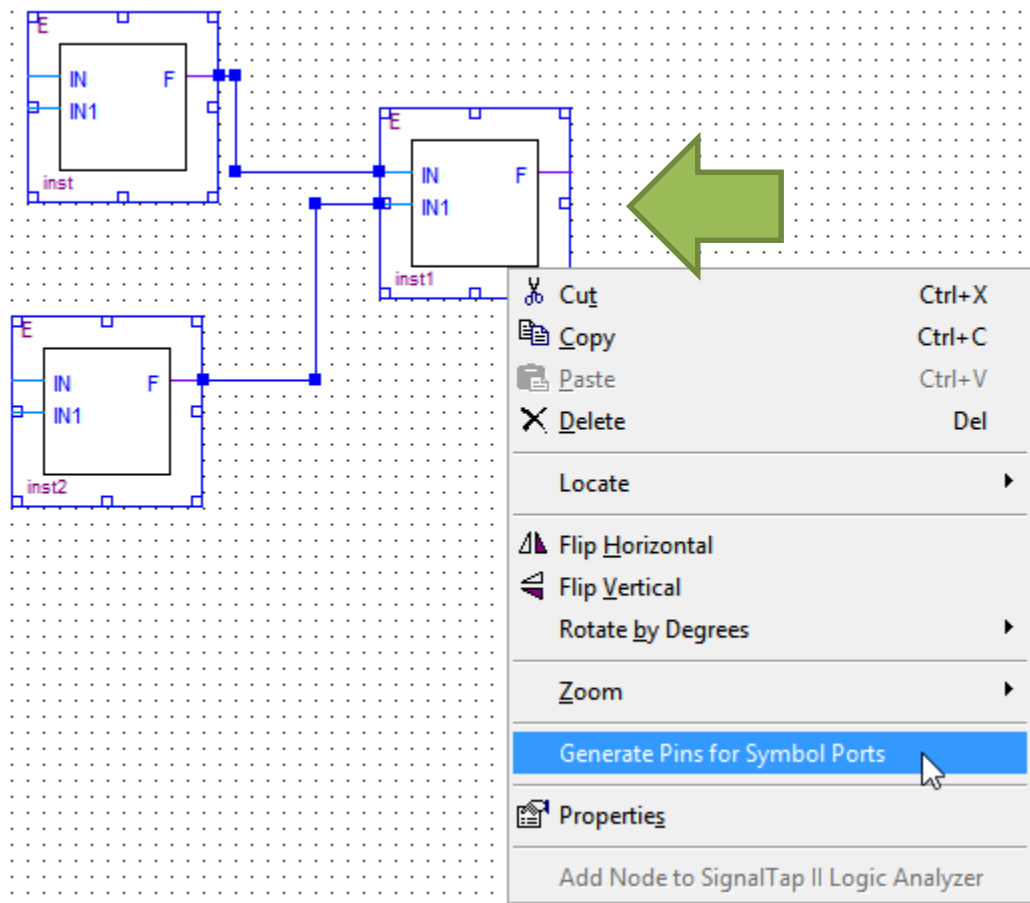 E
IN F
IN1
inst
E
IN F
IN1
inst1
E
IN F
IN1
inst2
Cut Ctrl+X
Copy Ctrl+C
Paste Ctrl+V
Delete Del
Locate
Flip Horizontal
Flip Vertical
Rotate by Degrees
Zoom
Generate Pins for Symbol Ports
Properties
Add Node to SignalTap II Logic Analyzer